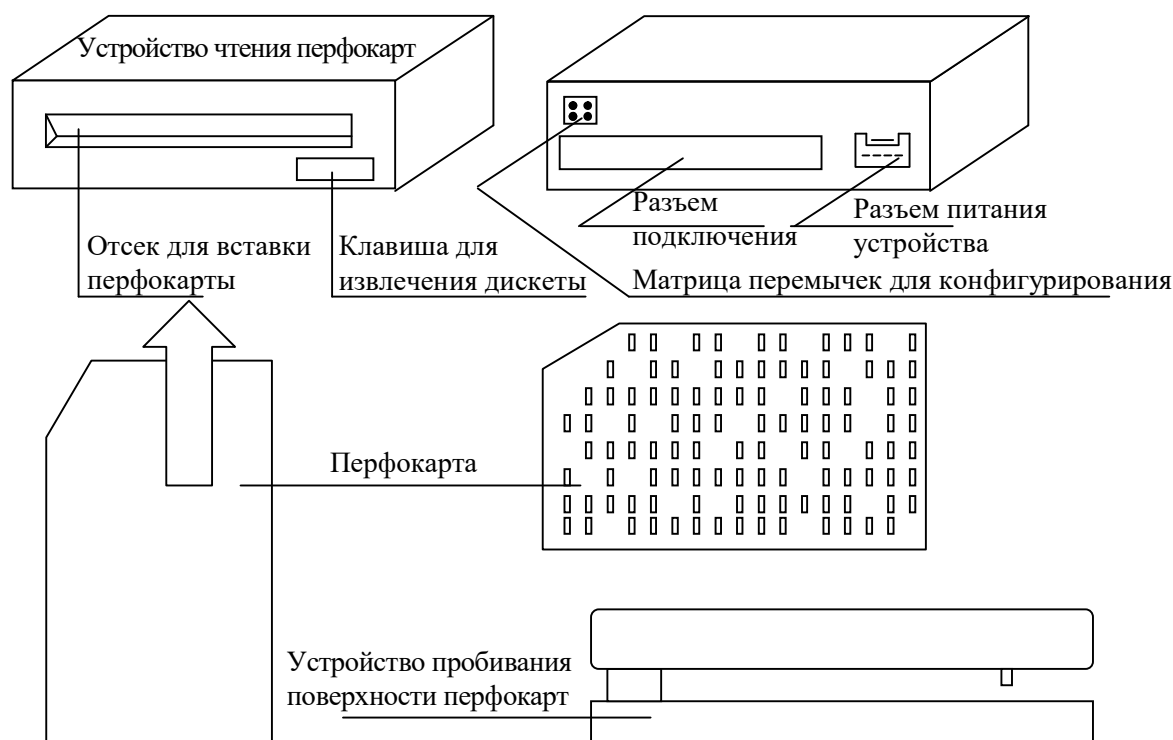 Устройство чтения перфокарт
Отсек для вставки
перфокарты
Клавиша для
извлечения дискеты
Разъем
подключения
Разъем питания
устройства
Матрица перемычек для конфигурирования
Перфокарта
Устройство пробивания
поверхности перфокарт